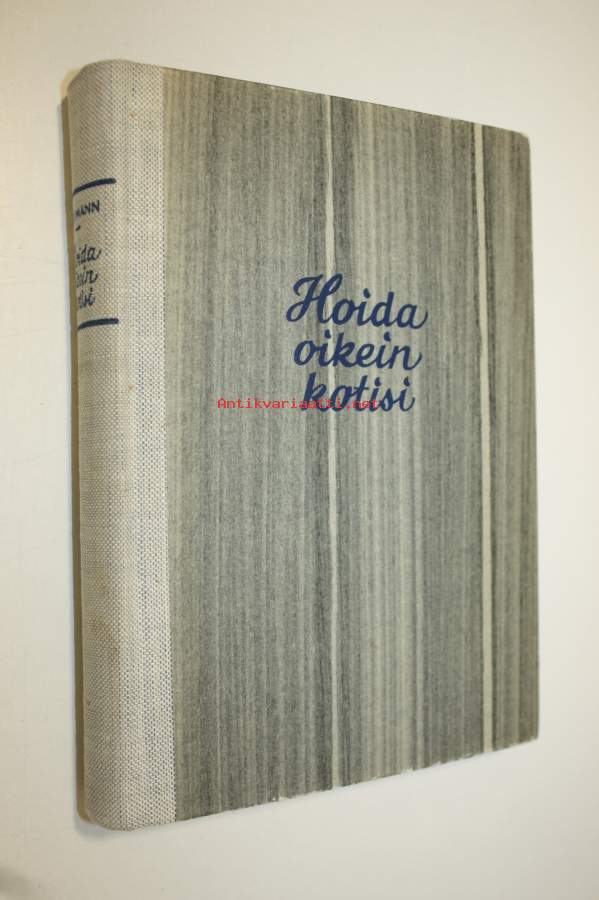 Hoida
oikein
kotisi
Antikvariaatti.net
MANN